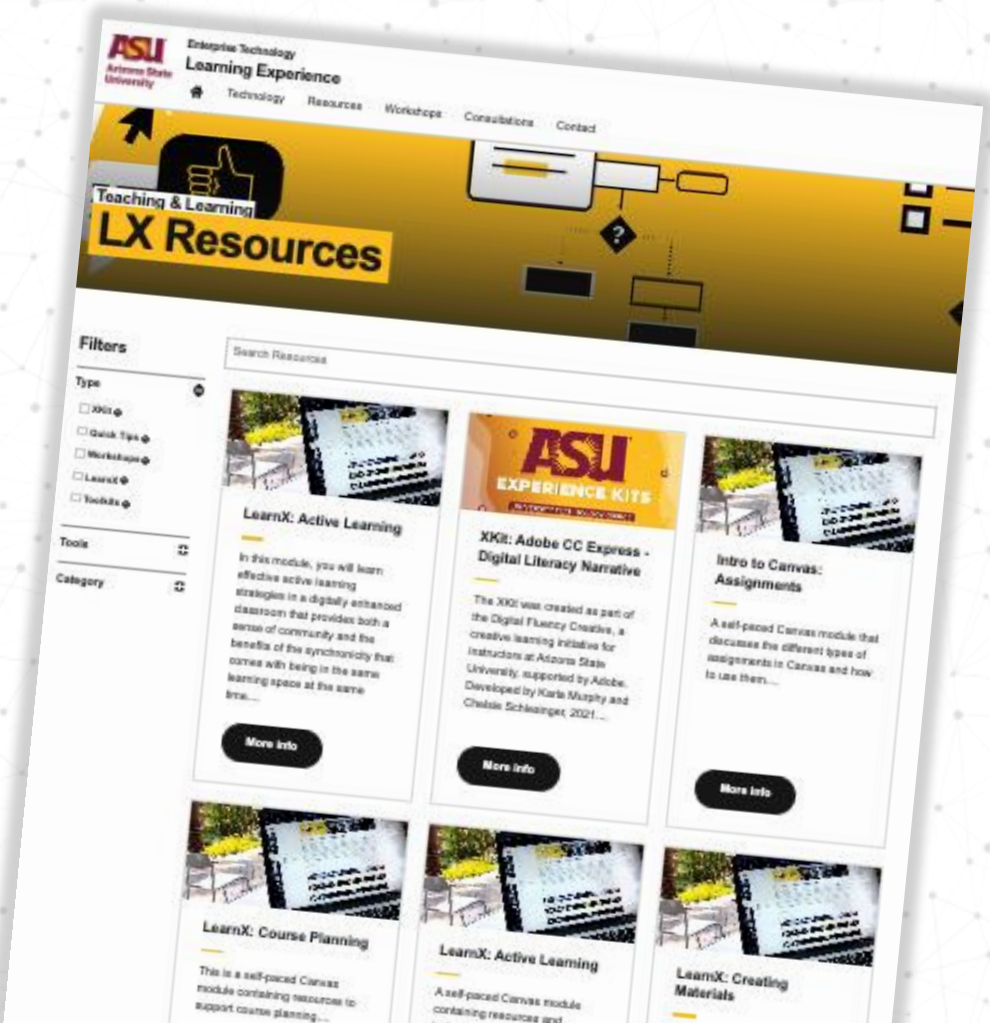 ASU
Arizona State
University
Enterprise Technology
Learning Experience
Technology
Resources
Workshops
Consultations
Contact
?
Teaching & Learning
LX Resources
Filters
Type
XKit
Quick Tips
Workshops
LearnX
Toolkits
Tools
Category
Search Resources
LearnX: Active Learning
In this module, you will learn
effective active learning
strategies in a digitally enhanced
classroom that provides both a
sense of community and the
benefits of the synchronicity that
comes with being in the same
learning space at the same
time....
More info
ASU
EXPERIENCE KITS
XKit: Adobe CC Express -
Digital Literacy Narrative
The XKit was created as part of
the Digital Fluency Creative, a
creative learning initiative for
instructors at Arizona State
University, supported by Adobe.
Developed by Karla Murphy and
Chelsie Schlesinger, 2021....
More info
Intro to Canvas:
Assignments
A self-paced Canvas module that
discusses the different types of
assignments in Canvas and how
to use them....
More info
LearnX: Course Planning
This is a self-paced Canvas
module containing resources to
support course planning....
LearnX: Active Learning
A self-paced Canvas module
containing resources and
LearnX: Creating
Materials